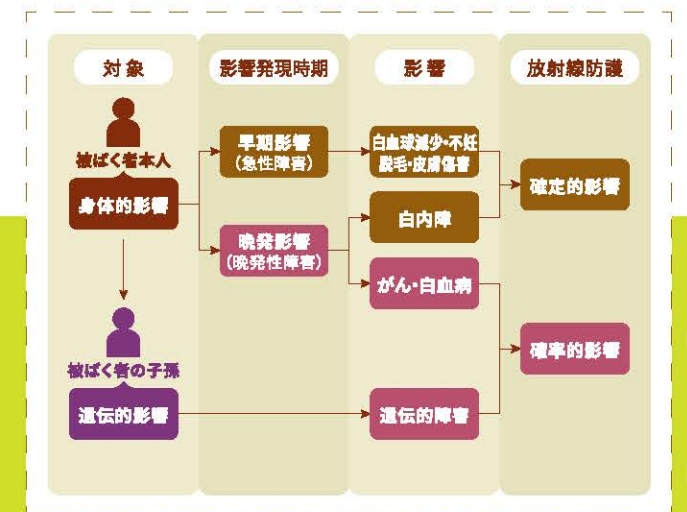 対象
影響発現時期
影響
放射線防護
被ばく者本人
身体的影響
早期影響
(急性障害)
白血球減少・不妊
脱毛・皮膚傷害
確定的影響
晩発影響
(晩発性障害)
白内障
がん・白血病
被ばく者の子孫
遺伝的影響
遺伝的障害
確率的影響